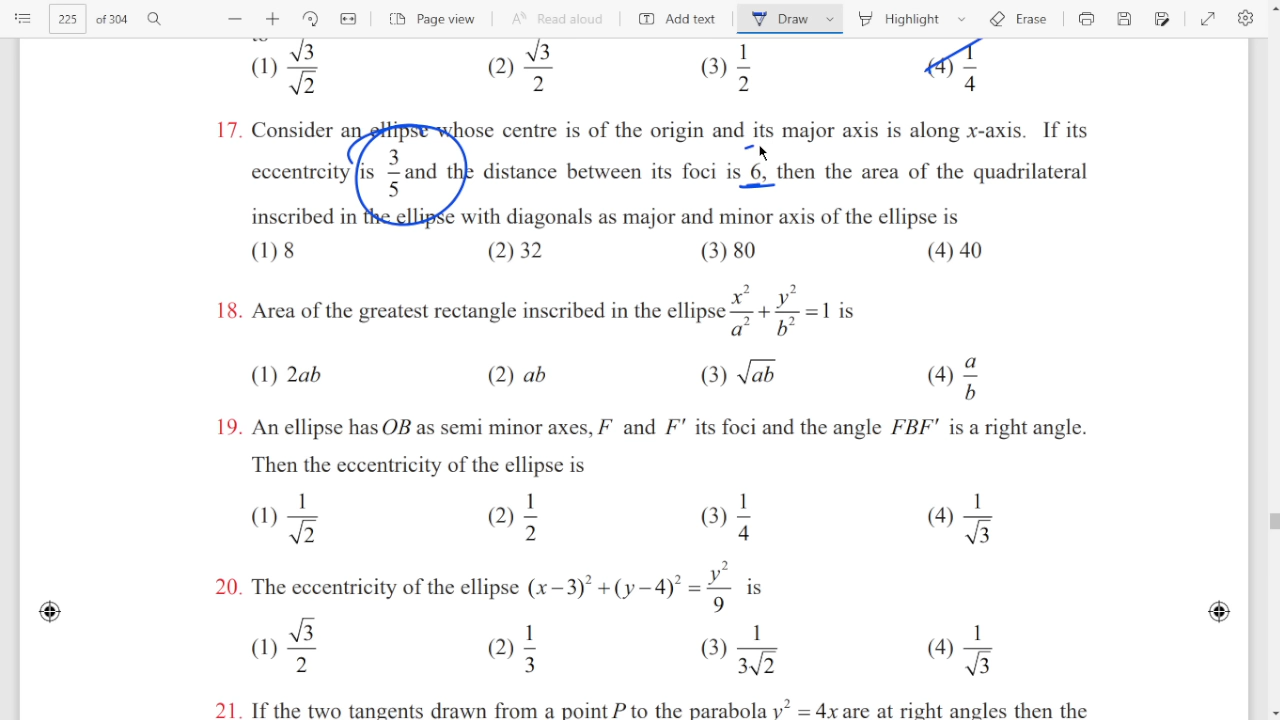 225 of 304 Page view Read aloud Add text Draw Highlight Erase
(1) √3/√2 (2) √3/2 (3) 1/2 (4) 1/4
17. Consider an ellipse whose centre is of the origin and its major axis is along x-axis. If its
eccentrcity is 3/5 and the distance between its foci is 6, then the area of the quadrilateral
inscribed in the ellipse with diagonals as major and minor axis of the ellipse is
(1) 8 (2) 32 (3) 80 (4) 40
18. Area of the greatest rectangle inscribed in the ellipse x²/a² + y²/b² = 1 is
(1) 2ab (2) ab (3) √ab (4) a/b
19. An ellipse has OB as semi minor axes, F and F′ its foci and the angle FBF′ is a right angle.
Then the eccentricity of the ellipse is
(1) 1/√2 (2) 1/2 (3) 1/4 (4) 1/√3
20. The eccentricity of the ellipse (x−3)² + (y−4)² = y²/9 is
(1) √3/2 (2) 1/3 (3) 1/3√2 (4) 1/√3
21. If the two tangents drawn from a point P to the parabola y² = 4x are at right angles then the